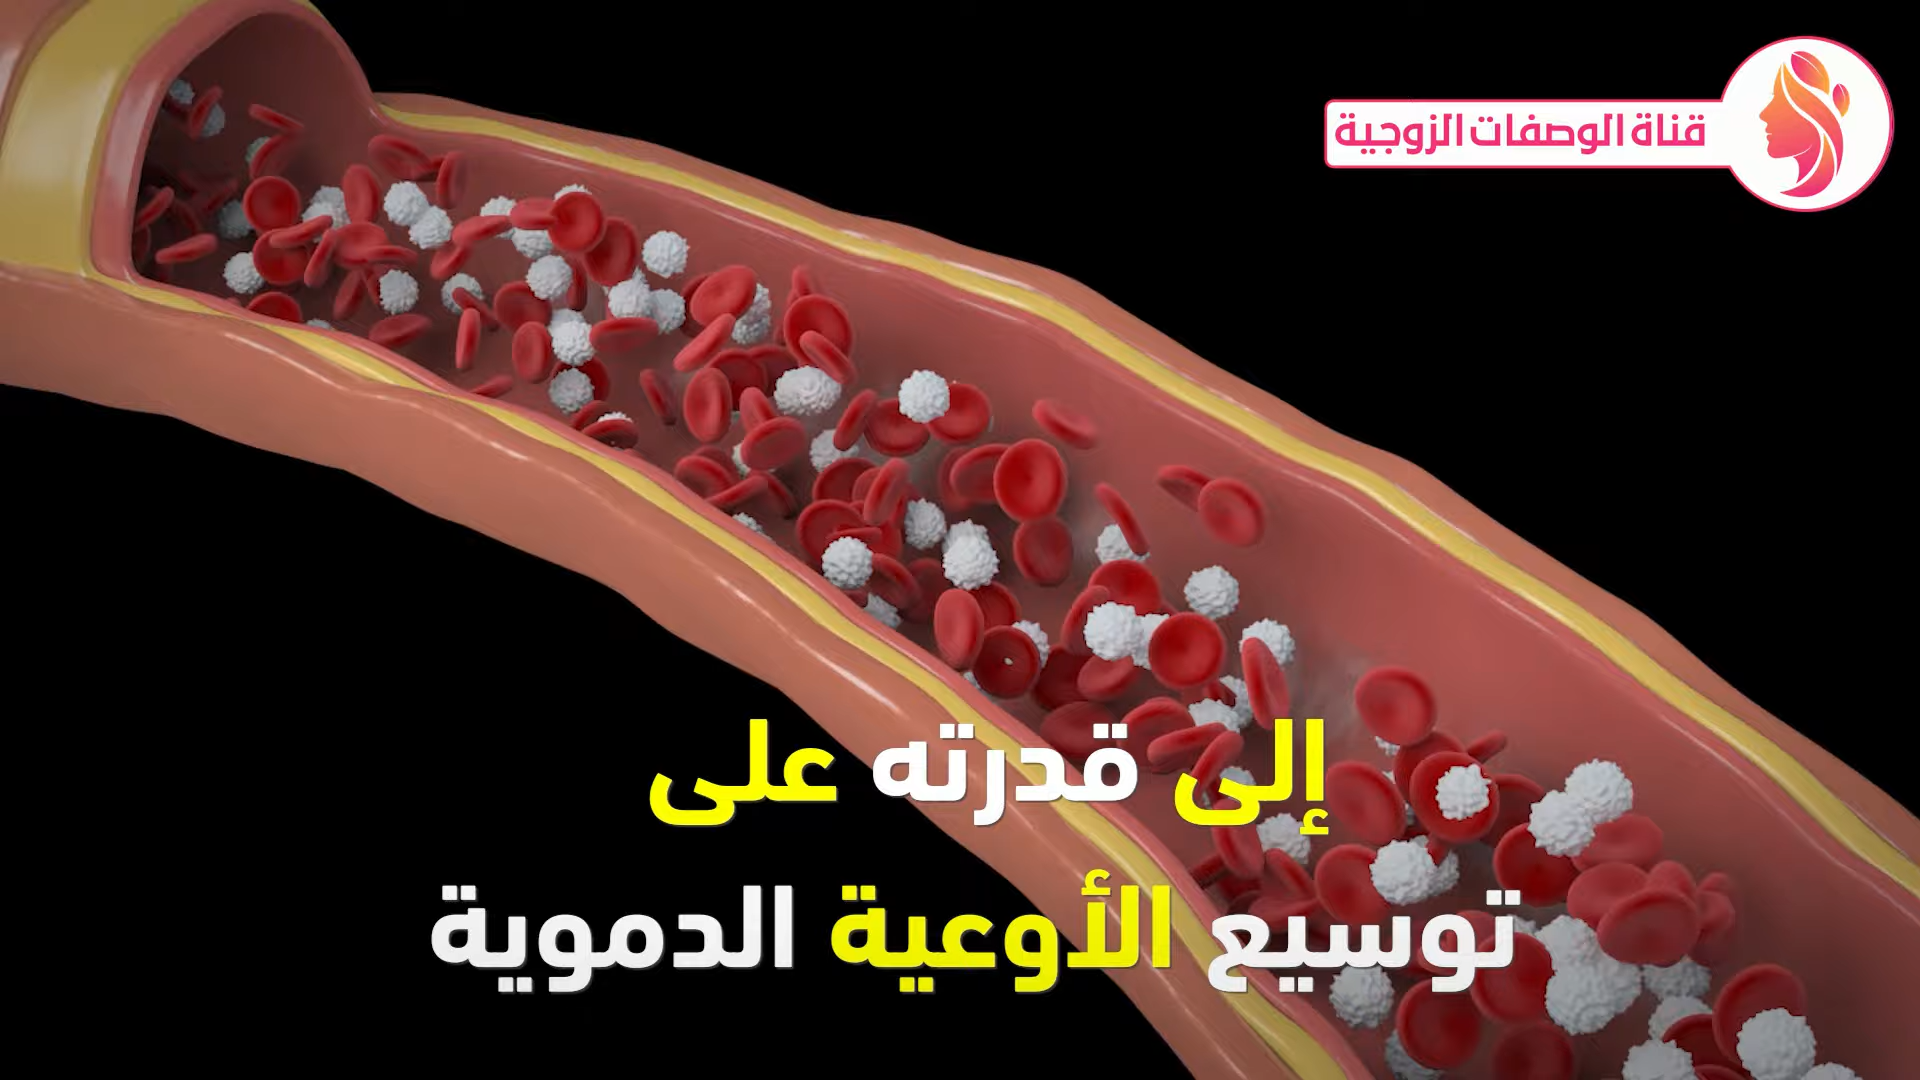 قناة الوصفات الزوجية
إلى قدرته على
توسيع الأوعية الدموية